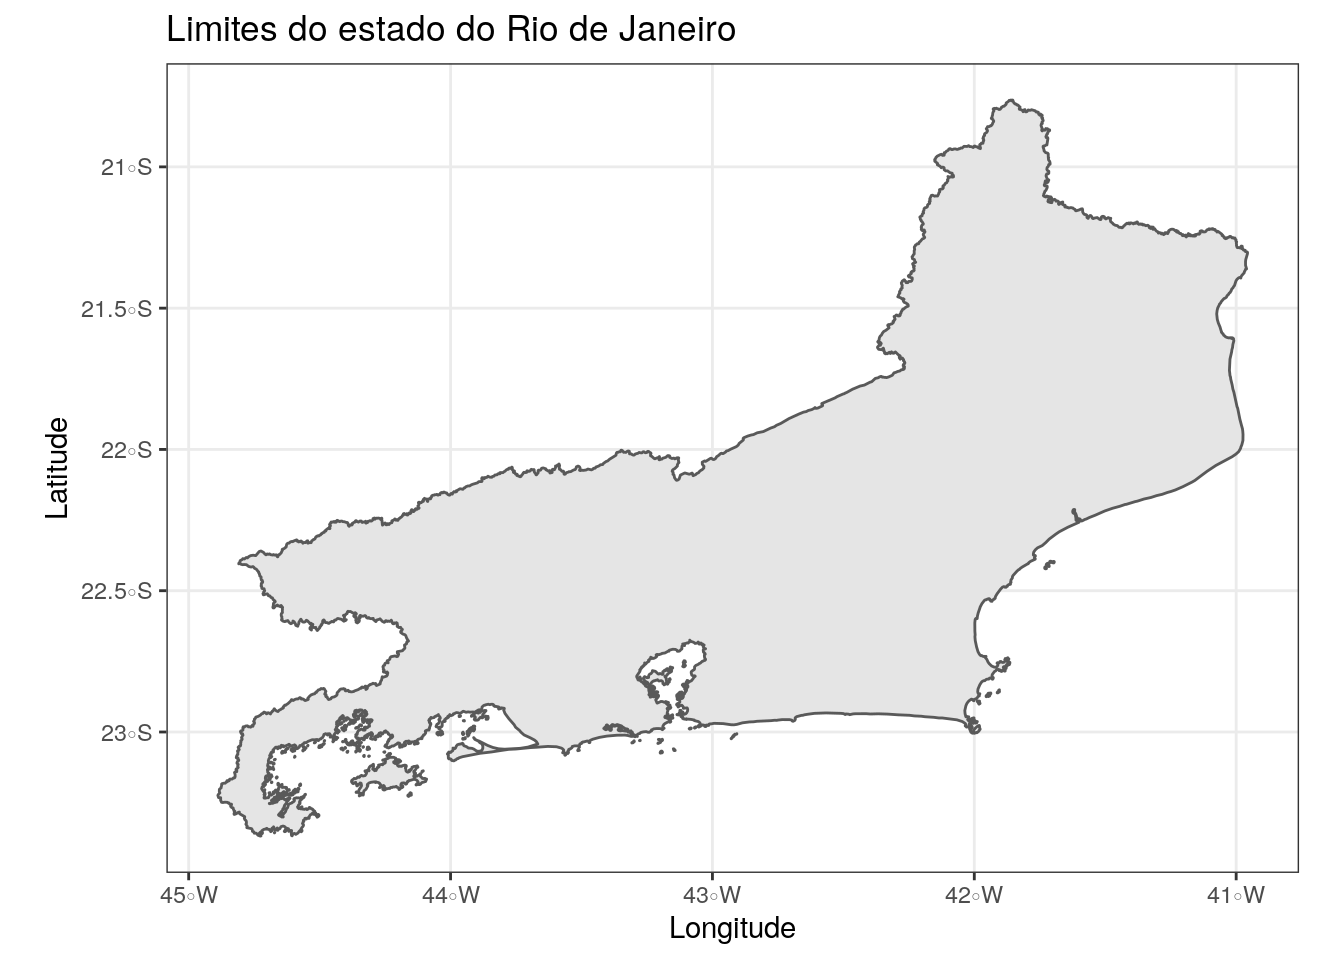 Limites do estado do Rio de Janeiro
21◦S
21.5◦S
22◦S
22.5◦S
23◦S
Latitude
45◦W
44◦W
43◦W
42◦W
41◦W
Longitude